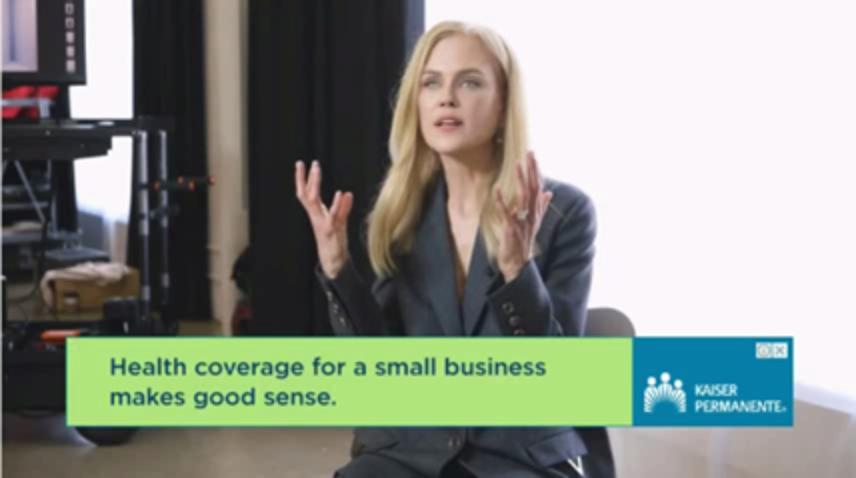 Health coverage for a small business
makes good sense.
KAISER
PERMANENTE®